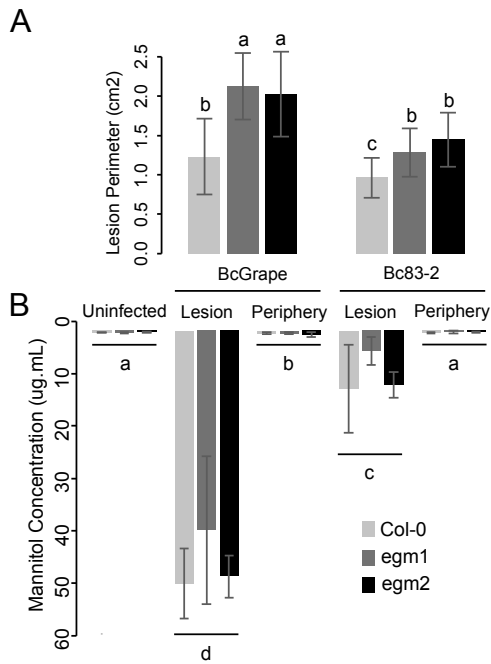 A
Lesion Perimeter (cm2)
2.5
2.0
1.5
1.0
0.5
0.0
b
a
a
c
b
b
BcGrape
Bc83-2
B
Uninfected
Lesion
Periphery
Lesion
Periphery
Mannitol Concentration (ug.mL)
0
10
20
30
40
50
60
a
b
a
c
d
Col-0
egm1
egm2